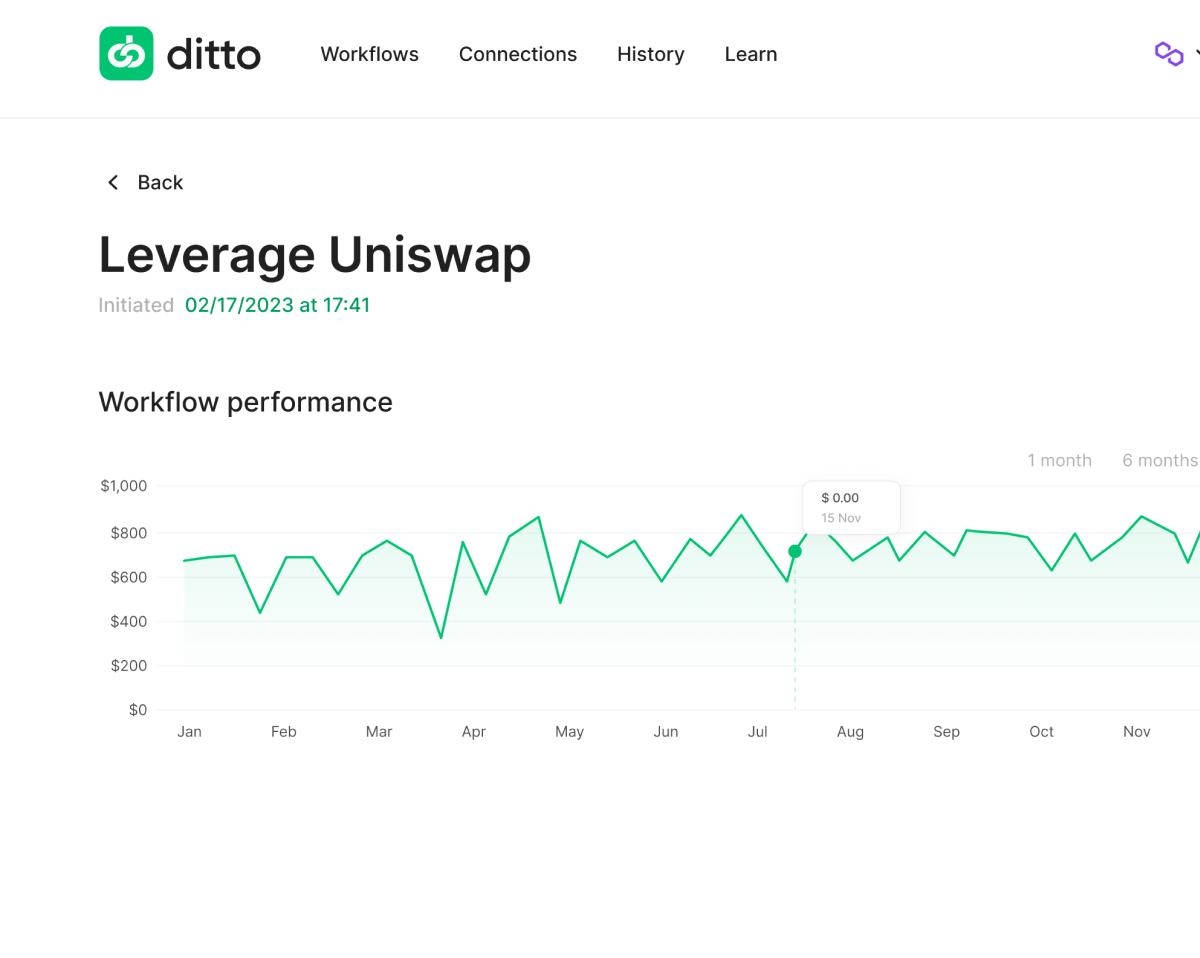 ditto Workflows Connections History Learn
Back
Leverage Uniswap
Initiated 02/17/2023 at 17:41
Workflow performance
1 month 6 months
$1,000
$ 0.00
15 Nov
$800
$600
$400
$200
$0
Jan Feb Mar Apr May Jun Jul Aug Sep Oct Nov